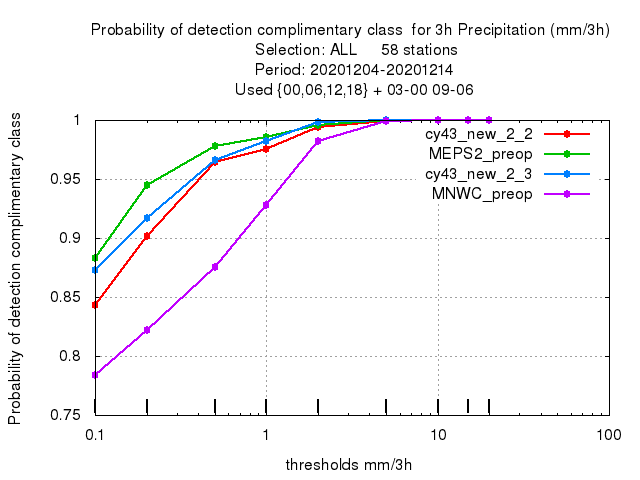 Probability of detection complimentary class for 3h Precipitation (mm/3h)
Selection: ALL 58 stations
Period: 20201204-20201214
Used {00,06,12,18} + 03-00 09-06
Probability of detection complimentary class
1
0.95
0.9
0.85
0.8
0.75
cy43_new_2_2
MEPS2_preop
cy43_new_2_3
MNWC_preop
0.1 1 10 100
thresholds mm/3h